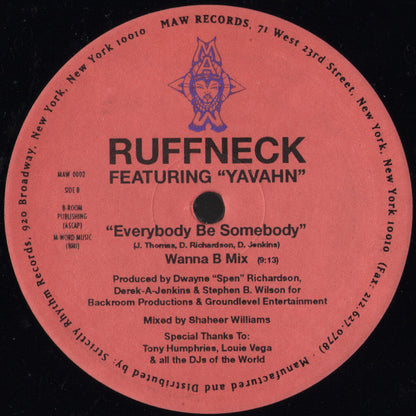 MAW RECORDS, 71 West 23rd Street, New York, New York 10010 (Fax: 212-627-6778) · Manufactured and Distributed by: Strictly Rhythm Records, 920 Broadway, New York, New York 10010
MAW
RUFFNECK
FEATURING "YAVAHN"
MAW 0002
SIDE B
B-ROOM
PUBLISHING
(ASCAP)
M-WORD MUSIC
(BMI)
"Everybody Be Somebody"
(J. Thomas, D. Richardson, D. Jenkins)
Wanna B Mix (9:13)
Produced by Dwayne "Spen" Richardson,
Derek-A-Jenkins & Stephen B. Wilson for
Backroom Productions & Groundlevel Entertainment
Mixed by Shaheer Williams
Special Thanks To:
Tony Humphries, Louie Vega
& all the DJs of the World